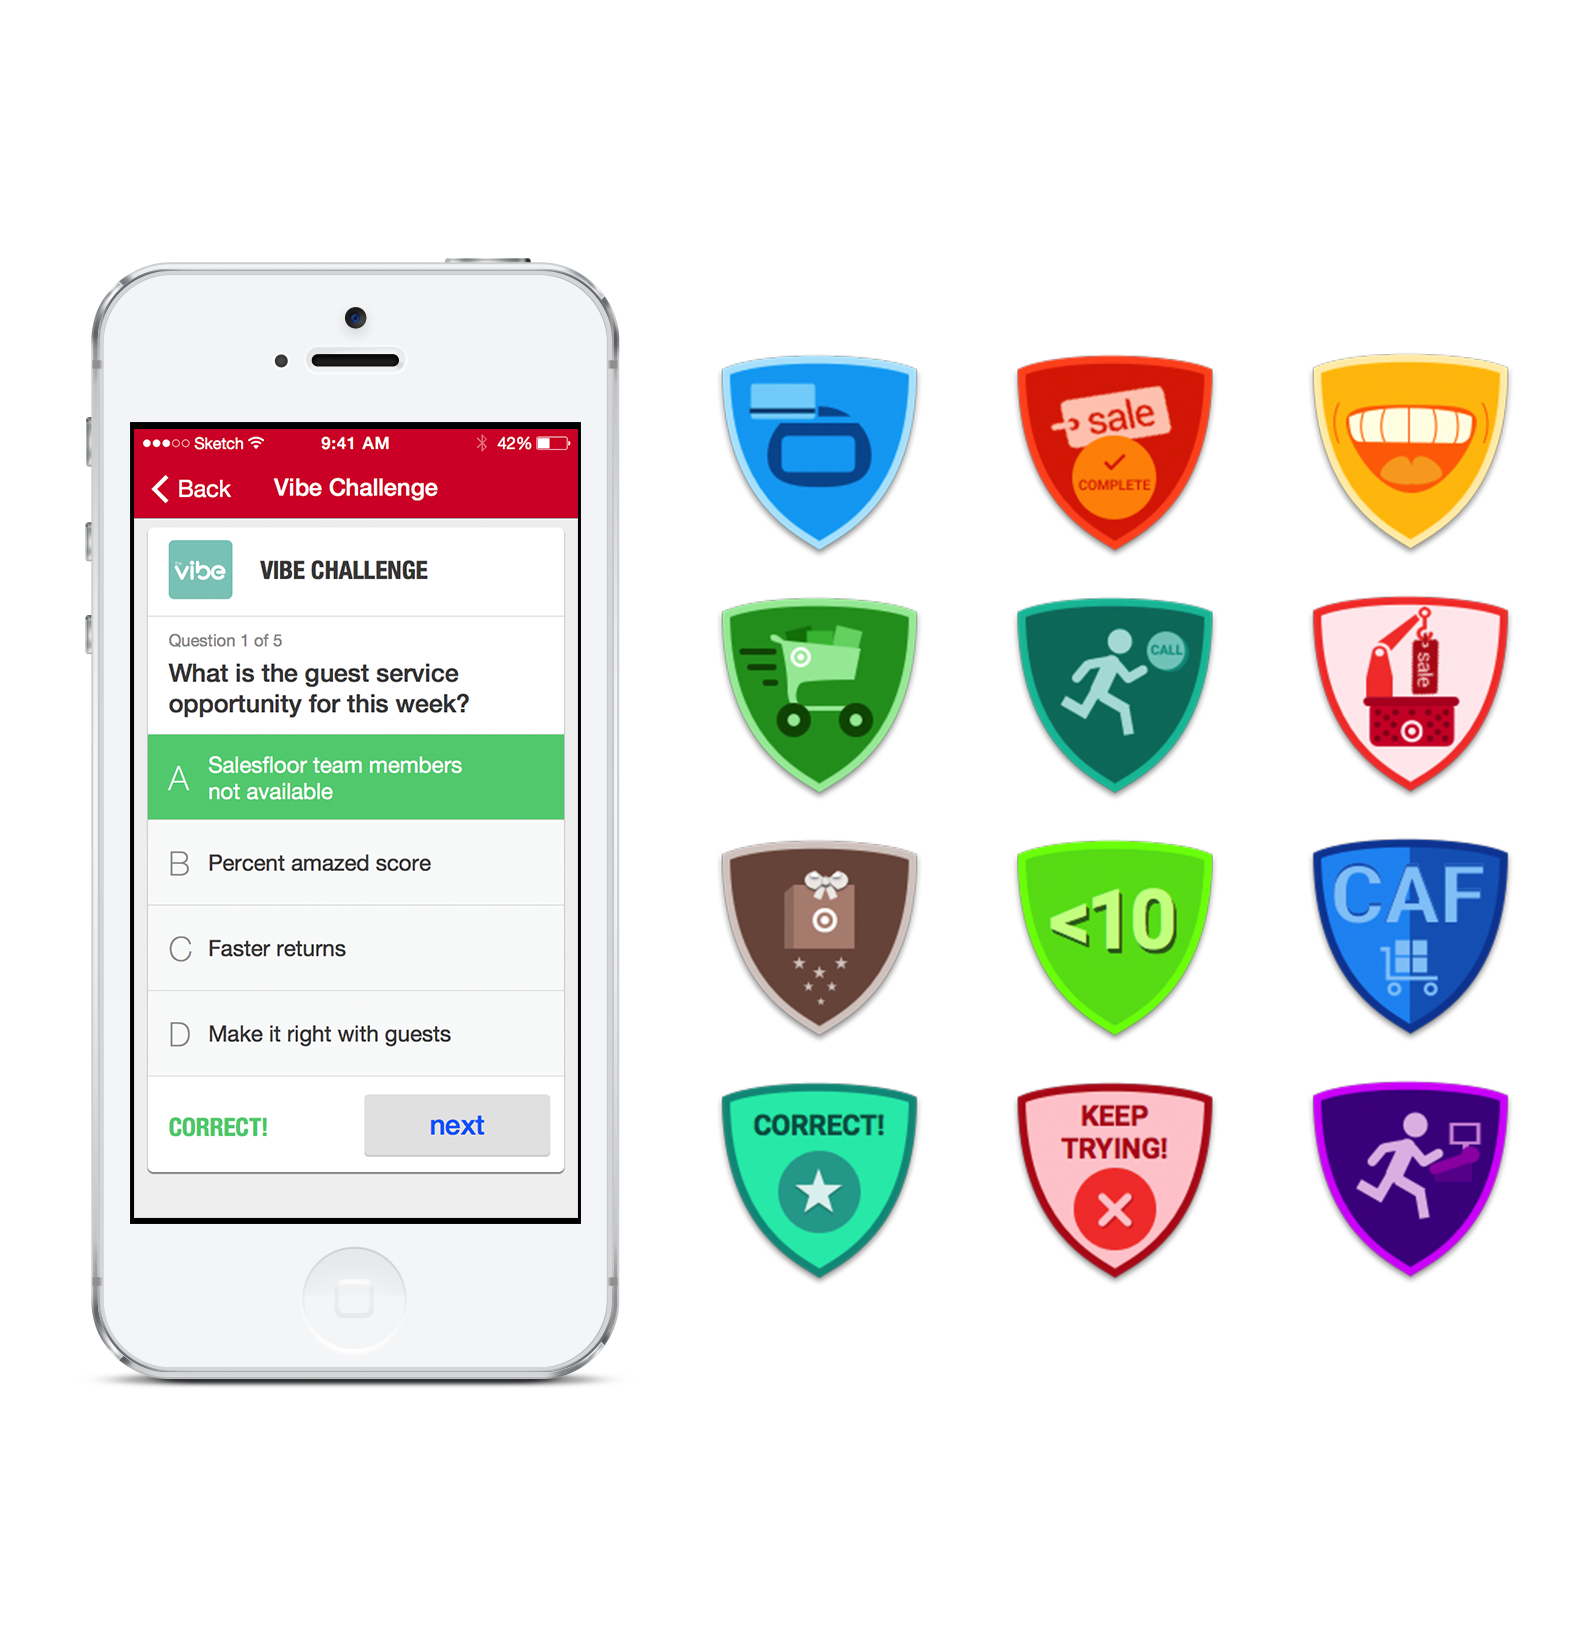 Sketch 9:41 AM 42%
Back Vibe Challenge
the vibe VIBE CHALLENGE
Question 1 of 5
What is the guest service
opportunity for this week?
A Salesfloor team members
not available
B Percent amazed score
C Faster returns
D Make it right with guests
CORRECT! next
sale
COMPLETE
CALL
sale
<10
CAF
CORRECT!
KEEP
TRYING!